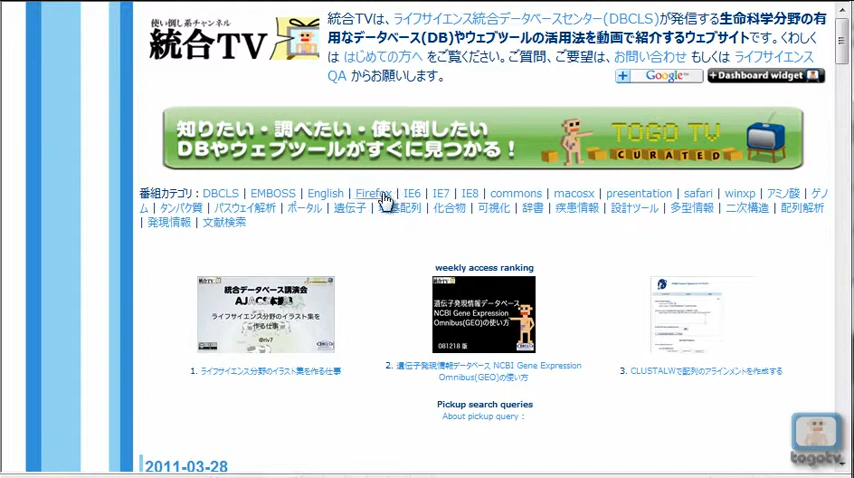 使い倒し系チャンネル
統合TV
統合TVは、ライフサイエンス統合データベースセンター(DBCLS)が発信する生命科学分野の有
用なデータベース(DB)やウェブツールの活用法を動画で紹介するウェブサイトです。くわしく
は はじめての方へ をご覧ください。ご質問、ご要望は、お問い合わせ もしくは ライフサイエンス
QA からお願いします。
+ Google™
+ Dashboard widget
知りたい・調べたい・使い倒したい
DBやウェブツールがすぐに見つかる！
TOGO TV
CURATED
番組カテゴリ : DBCLS | EMBOSS | English | Firefox | IE6 | IE7 | IE8 | commons | macosx | presentation | safari | winxp | アミノ酸 | ゲノ
ム | タンパク質 | パスウェイ解析 | ポータル | 遺伝子 | 基配列 | 化合物 | 可視化 | 辞書 | 疾患情報 | 設計ツール | 多型情報 | 二次構造 | 配列解析
| 発現情報 | 文献検索
weekly access ranking
統合データベース講演会
ライフサイエンス分野のイラスト集を
作る仕事
1. ライフサイエンス分野のイラスト集を作る仕事
統合TV
遺伝子発現情報データベース
NCBI Gene Expression
Omnibus(GEO)の使い方
081218 版
2. 遺伝子発現情報データベース NCBI Gene Expression
Omnibus(GEO)の使い方
3. CLUSTALWで配列のアラインメントを作成する
Pickup search queries
About pickup query :
2011-03-28
togotv